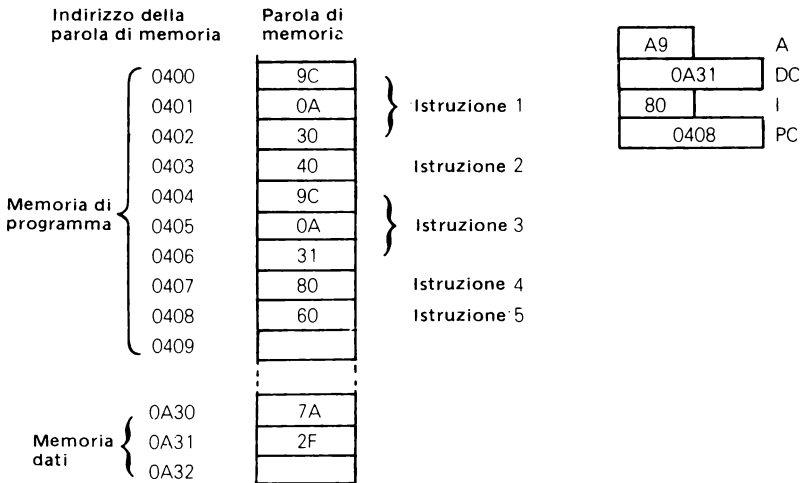 Indirizzo della
parola di memoria
Parola di
memoria
0400 9C
0401 0A
0402 30
Istruzione 1
0403 40 Istruzione 2
0404 9C
0405 0A
0406 31
Istruzione 3
0407 80 Istruzione 4
0408 60 Istruzione 5
0409
Memoria di
programma
0A30 7A
0A31 2F
0A32
Memoria
dati
A9 A
0A31 DC
80 I
0408 PC